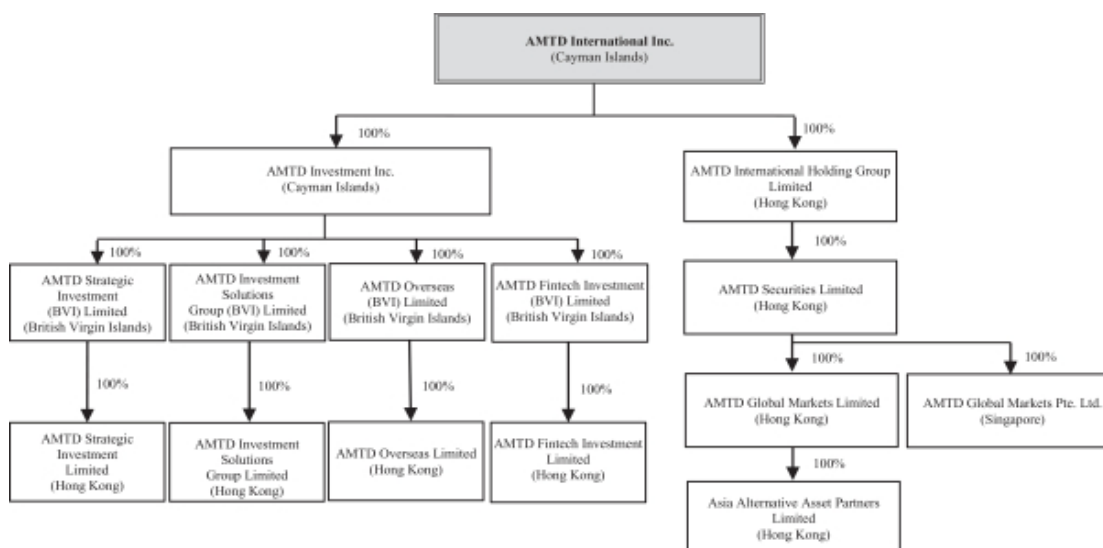 AMTD International Inc.
(Cayman Islands)
100%
100%
AMTD Investment Inc.
(Cayman Islands)
AMTD International Holding Group
Limited
(Hong Kong)
100%
100%
100%
100%
100%
AMTD Strategic
Investment
(BVI) Limited
(British Virgin Islands)
AMTD Investment
Solutions
Group (BVI) Limited
(British Virgin Islands)
AMTD Overseas
(BVI) Limited
(British Virgin Islands)
AMTD Fintech Investment
(BVI) Limited
(British Virgin Islands)
AMTD Securities Limited
(Hong Kong)
100%
100%
100%
100%
100%
100%
AMTD Strategic
Investment
Limited
(Hong Kong)
AMTD Investment
Solutions
Group Limited
(Hong Kong)
AMTD Overseas Limited
(Hong Kong)
AMTD Fintech Investment
Limited
(Hong Kong)
AMTD Global Markets Limited
(Hong Kong)
AMTD Global Markets Pte. Ltd.
(Singapore)
100%
Asia Alternative Asset Partners
Limited
(Hong Kong)